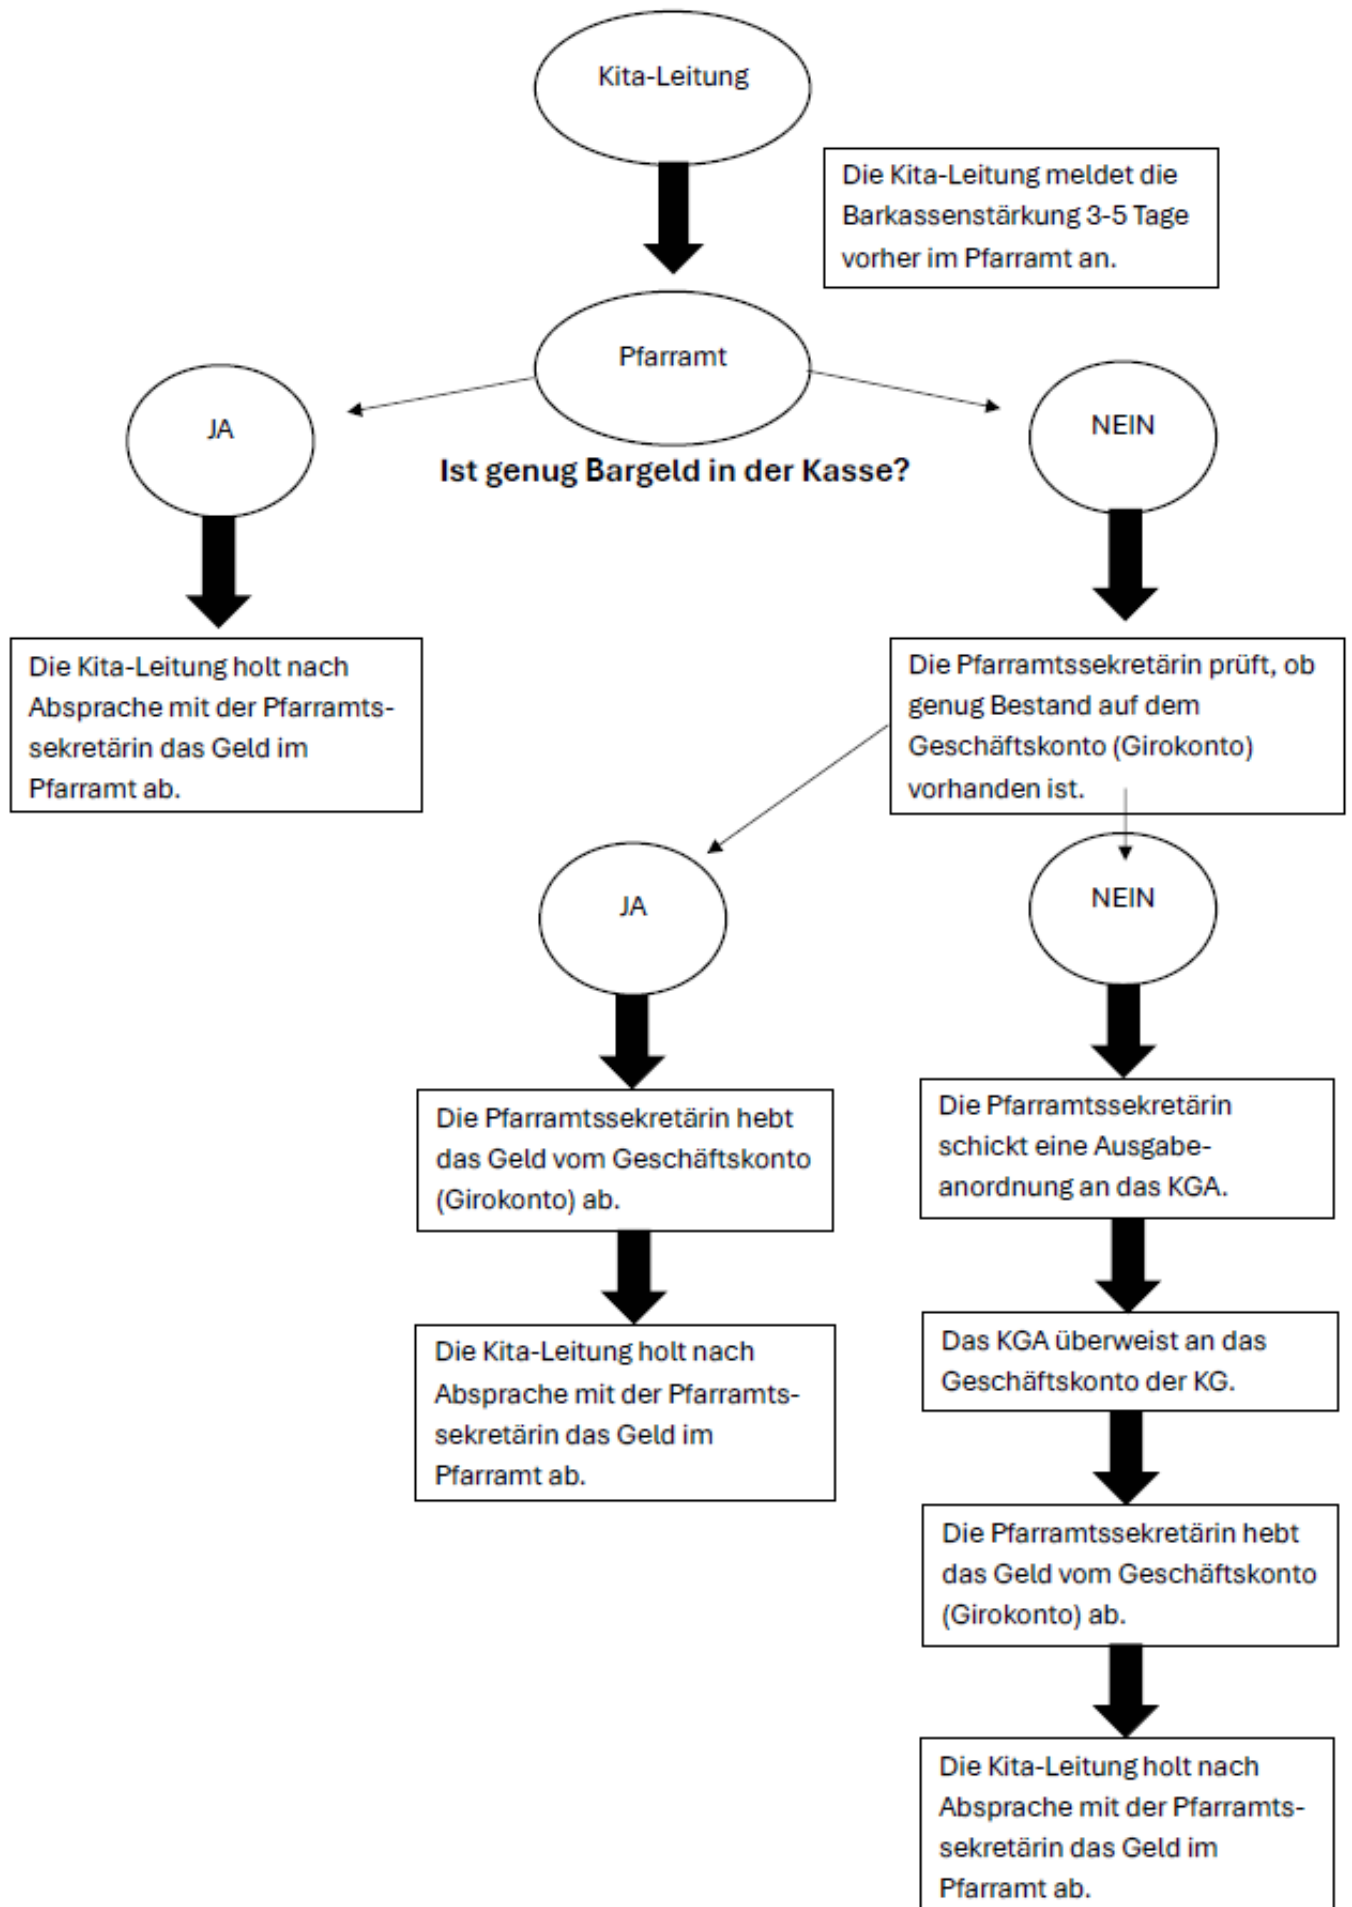 Kita-Leitung
Die Kita-Leitung meldet die
Barkassenstärkung 3-5 Tage
vorher im Pfarramt an.
Pfarramt
JA
NEIN
Ist genug Bargeld in der Kasse?
Die Kita-Leitung holt nach
Absprache mit der Pfarramts-
sekretärin das Geld im
Pfarramt ab.
Die Pfarramtssekretärin prüft, ob
genug Bestand auf dem
Geschäftskonto (Girokonto)
vorhanden ist.
JA
NEIN
Die Pfarramtssekretärin hebt
das Geld vom Geschäftskonto
(Girokonto) ab.
Die Kita-Leitung holt nach
Absprache mit der Pfarramts-
sekretärin das Geld im
Pfarramt ab.
Die Pfarramtssekretärin
schickt eine Ausgabe-
anordnung an das KGA.
Das KGA überweist an das
Geschäftskonto der KG.
Die Pfarramtssekretärin hebt
das Geld vom Geschäftskonto
(Girokonto) ab.
Die Kita-Leitung holt nach
Absprache mit der Pfarramts-
sekretärin das Geld im
Pfarramt ab.